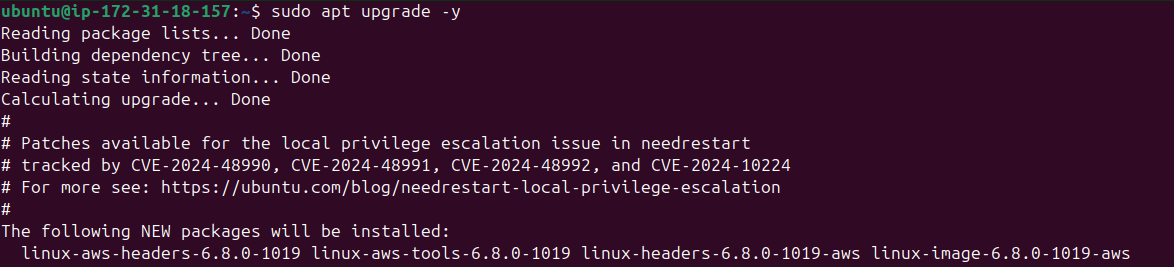 ubuntu@ip-172-31-18-157:~$ sudo apt upgrade -y
Reading package lists... Done
Building dependency tree... Done
Reading state information... Done
Calculating upgrade... Done
#
# Patches available for the local privilege escalation issue in needrestart
# tracked by CVE-2024-48990, CVE-2024-48991, CVE-2024-48992, and CVE-2024-10224
# For more see: https://ubuntu.com/blog/needrestart-local-privilege-escalation
#
The following NEW packages will be installed:
  linux-aws-headers-6.8.0-1019 linux-aws-tools-6.8.0-1019 linux-headers-6.8.0-1019-aws linux-image-6.8.0-1019-aws